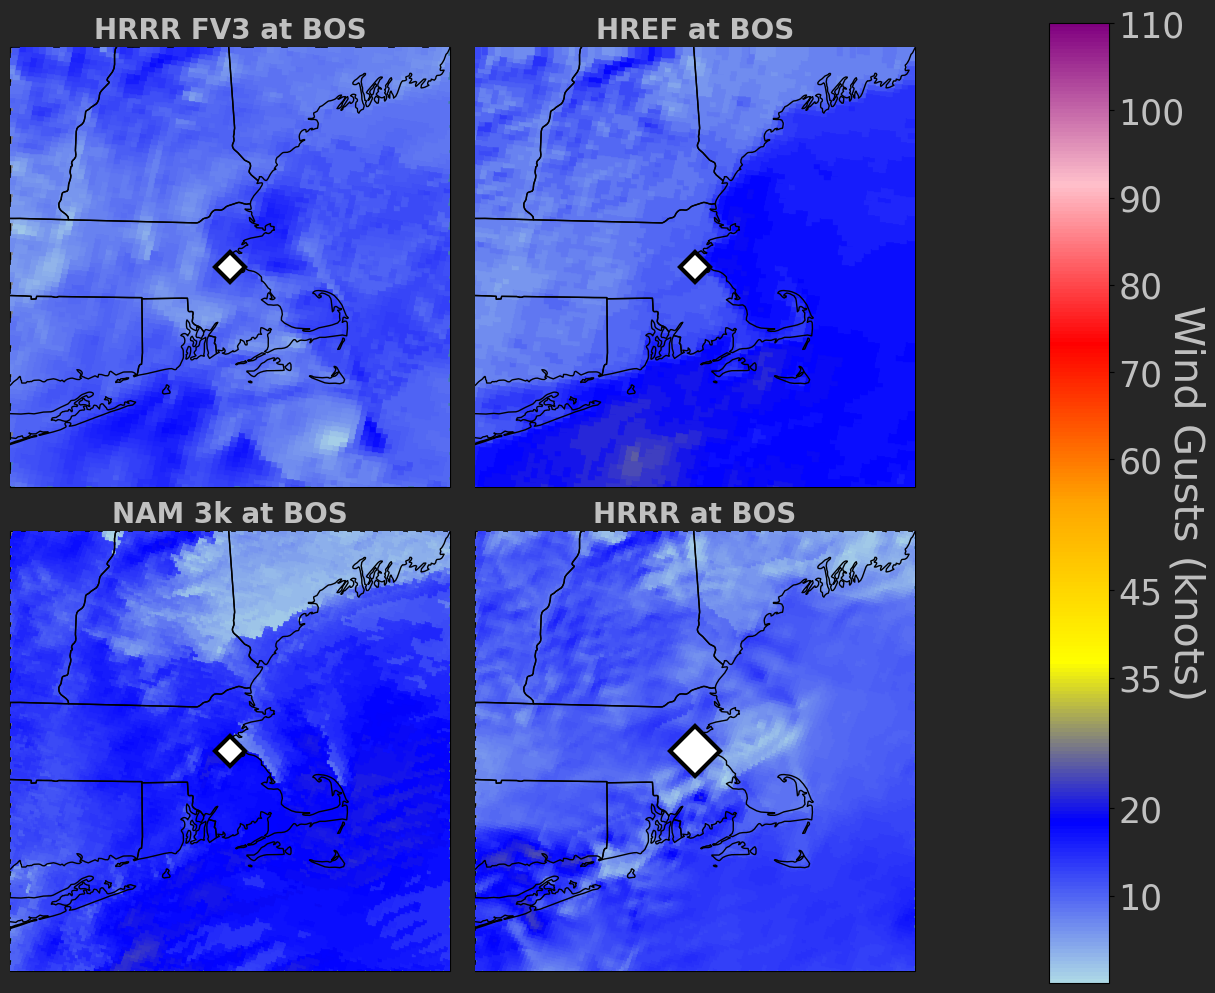 HRRR FV3 at BOS
HREF at BOS
NAM 3k at BOS
HRRR at BOS
110
100
90
80
70
60
45
35
20
10
Wind Gusts (knots)